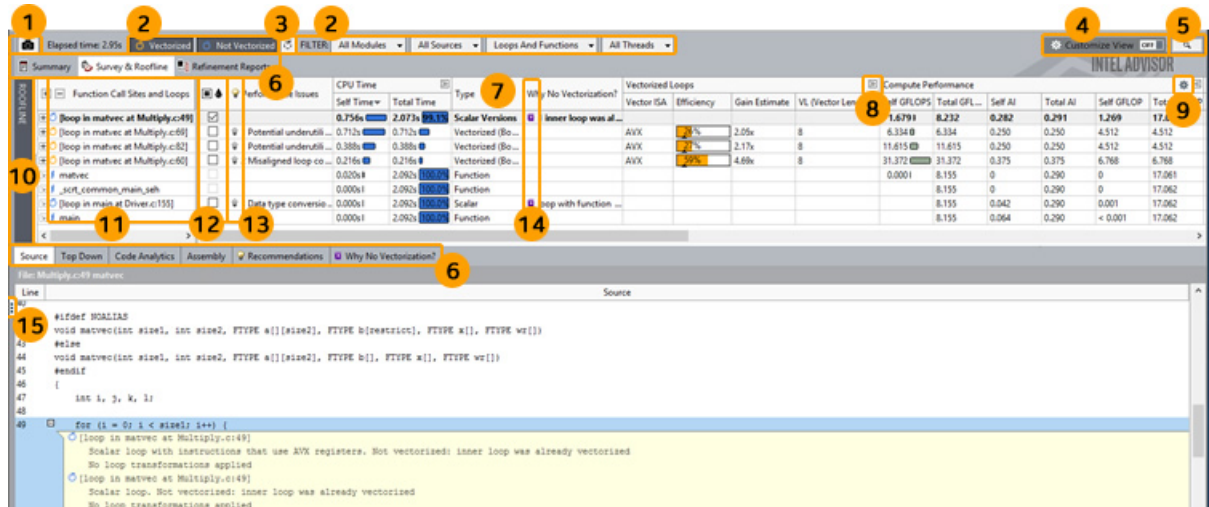 1 2 3 2 4 5
Elapsed time: 2.95s Vectorized Not Vectorized FILTER: All Modules All Sources Loops And Functions All Threads Customize View OFF
Summary Survey & Roofline Refinement Reports INTEL ADVISOR
6 7 8 9
ROOFLINE
Function Call Sites and Loops Issues CPU Time Type Why No Vectorization? Vectorized Loops Compute Performance
Self Time Total Time Vector ISA Efficiency Gain Estimate VL (Vector Self GFLOPS Total GFL... Self AI Total AI Self GFLOP
[loop in matvec at Multiply.c:49] 0.756s 2.073s 99.1% Scalar Versions inner loop was al... 8.232 0.282 0.291 1.269
[loop in matvec at Multiply.c:69] Potential underutili... 0.712s 0.712s Vectorized (Bo... AVX 2.05x 8 6.334 6.334 0.250 0.250 4.512 4.512
[loop in matvec at Multiply.c:82] Potential underutili... 0.388s 0.388s Vectorized (Bo... AVX 27% 2.17x 8 11.615 11.615 0.250 0.250 4.512 4.512
[loop in matvec at Multiply.c:60] Misaligned loop co... 0.216s 0.216s Vectorized (Bo... AVX 59% 4.69x 8 31.372 31.372 0.375 0.375 6.768 6.768
f matvec 0.020s 2.092s 100.0% Function 0.000 8.155 0 0.290 0 17.061
f _scrt_common_main_seh 0.000s 2.092s 100.0% Function 8.155 0 0.290 0 17.062
[loop in main at Driver.c:155] Data type conversio... 0.000s 2.092s 100.0% Scalar loop with function ... 8.155 0.042 0.290 0.001 17.062
f main 0.000s 2.092s 100.0% Function 8.155 0.064 0.290 < 0.001 17.062
10 11 12 13 14
Source Top Down Code Analytics Assembly Recommendations Why No Vectorization? 6
File: Multiply.c:49 matvec
Line Source
15
#ifdef NOALIAS
void matvec(int size1, int size2, FTYPE a[][size2], FTYPE b[restrict], FTYPE x[], FTYPE wr[])
43 #else
44 void matvec(int size1, int size2, FTYPE a[][size2], FTYPE b[], FTYPE x[], FTYPE wr[])
45 #endif
46 {
47 int i, j, k, l;
48
49 for (i = 0; i < size1; i++) {
[loop in matvec at Multiply.c:49]
Scalar loop with instructions that use AVX registers. Not vectorized: inner loop was already vectorized
No loop transformations applied
[loop in matvec at Multiply.c:49]
Scalar loop. Not vectorized: inner loop was already vectorized
No loop transformations applied